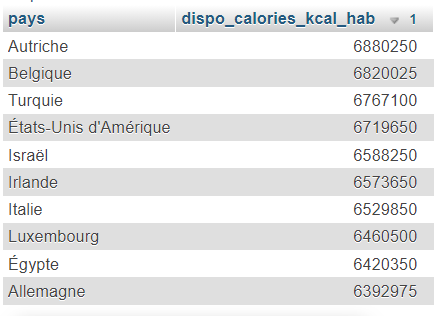 pays dispo_calories_kcal_hab 1
Autriche 6880250
Belgique 6820025
Turquie 6767100
États-Unis d'Amérique 6719650
Israël 6588250
Irlande 6573650
Italie 6529850
Luxembourg 6460500
Égypte 6420350
Allemagne 6392975